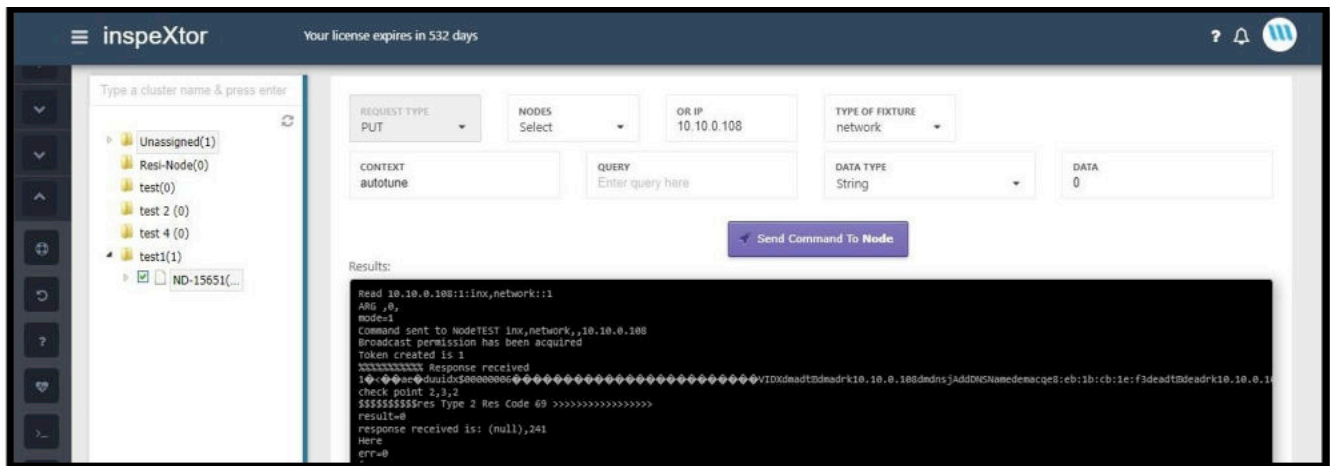 inspeXtor
Your license expires in 532 days
?
Type a cluster name & press enter
Unassigned(1)
Resi-Node(0)
test(0)
test 2 (0)
test 4 (0)
test1(1)
ND-15651(...
REQUEST TYPE
PUT
NODES
Select
OR IP
10.10.0.108
TYPE OF FIXTURE
network
CONTEXT
autotune
QUERY
Enter query here
DATA TYPE
String
DATA
0
Send Command To Node
Results:
Read 10.10.0.108:1:inx,network::1
ARG ,0,
mode=1
Command sent to NodeTEST inx,network,,10.10.0.108
Broadcast permission has been acquired
Token created is 1
%%%%%%%%%%% Response received
check point 2,3,2
$$$$$$$$$$res Type 2 Res Code 69 >>>>>>>>>>>>>>>>>
result=0
response received is: (null),241
Here
err=0